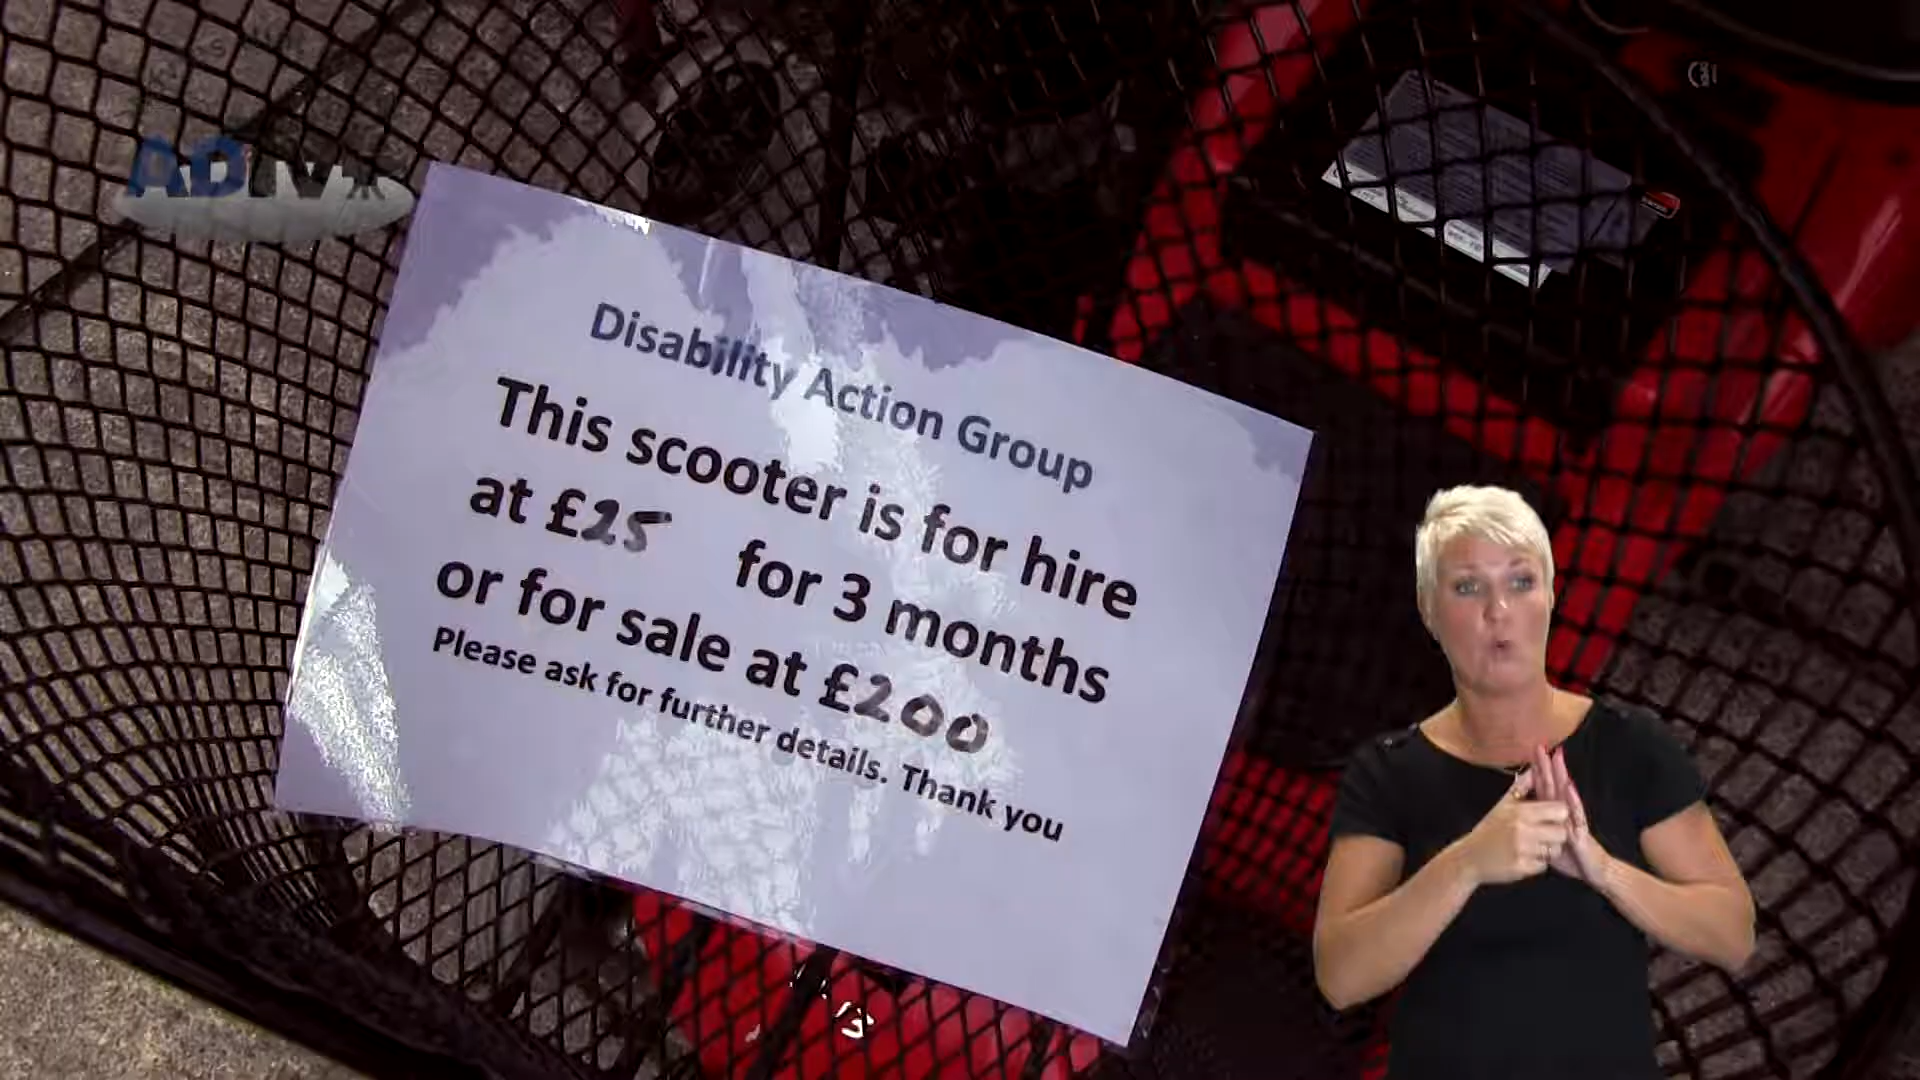 ADTV
Disability Action Group
This scooter is for hire
at £25 for 3 months
or for sale at £200
Please ask for further details. Thank you